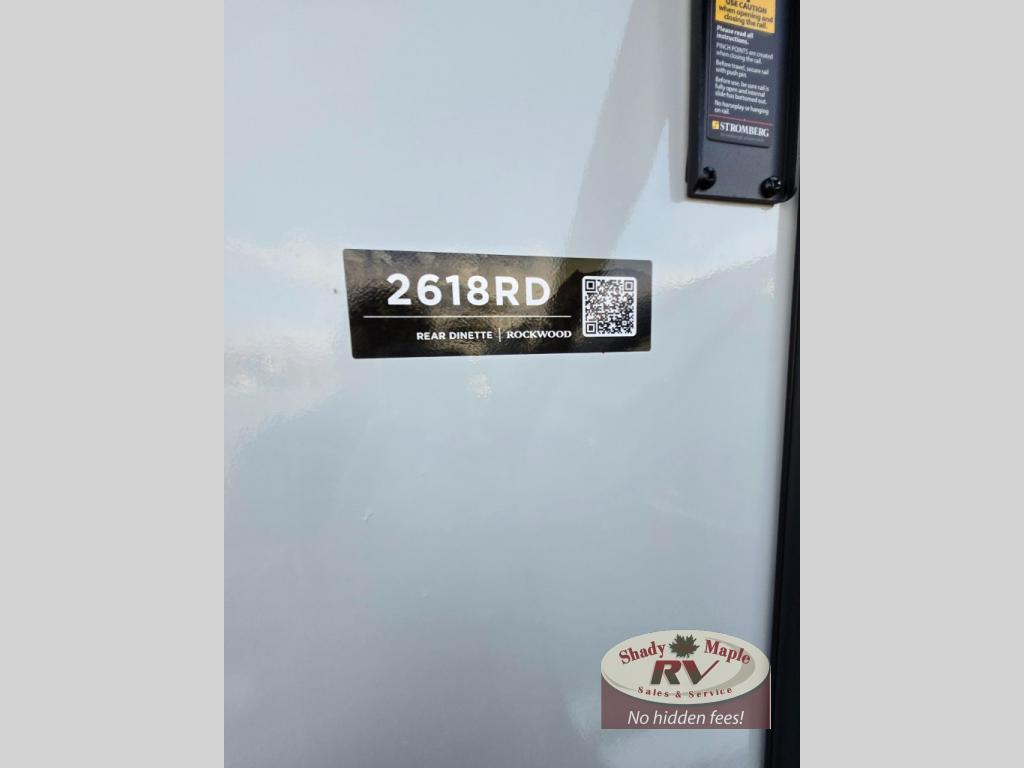 USE CAUTION
when opening and
closing the rail.
Please read all
instructions.
PINCH POINTS are created
when closing the rail.
Before travel, secure rail
with push pin.
Before use, be sure rail is
fully open and internal
slide has bottomed out.
No horseplay or hanging
on rail.
STROMBERG
2618RD
REAR DINETTE | ROCKWOOD
Shady Maple
RV
Sales & Service
No hidden fees!